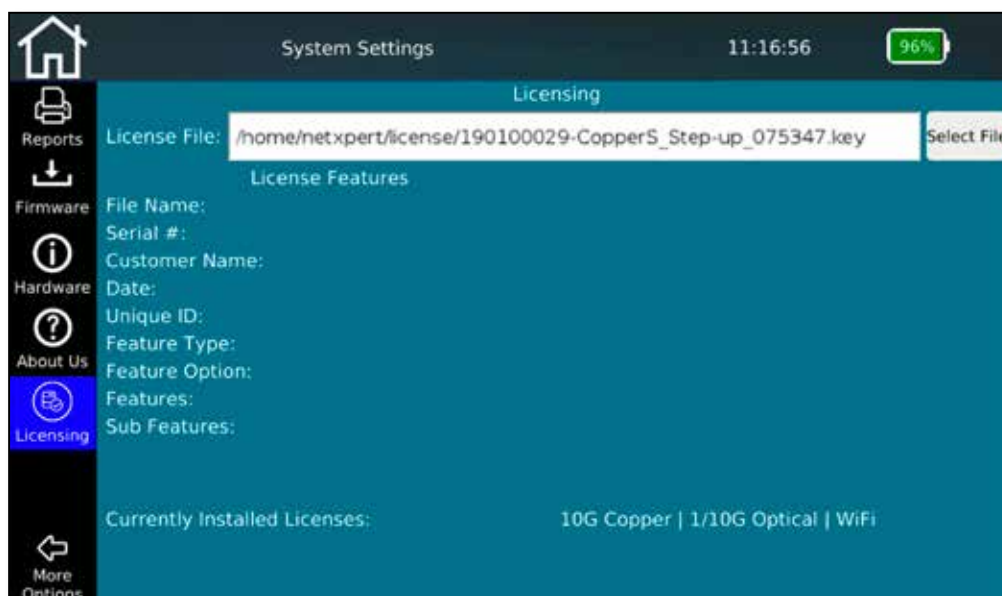 System Settings 11:16:56 96%
Licensing
Reports
License File: /home/netxpert/license/190100029-CopperS_Step-up_075347.key Select File
License Features
Firmware
File Name:
Serial #:
Customer Name:
Hardware
Date:
Unique ID:
Feature Type:
About Us
Feature Option:
Features:
Licensing
Sub Features:
Currently Installed Licenses: 10G Copper | 1/10G Optical | WiFi
More
Options